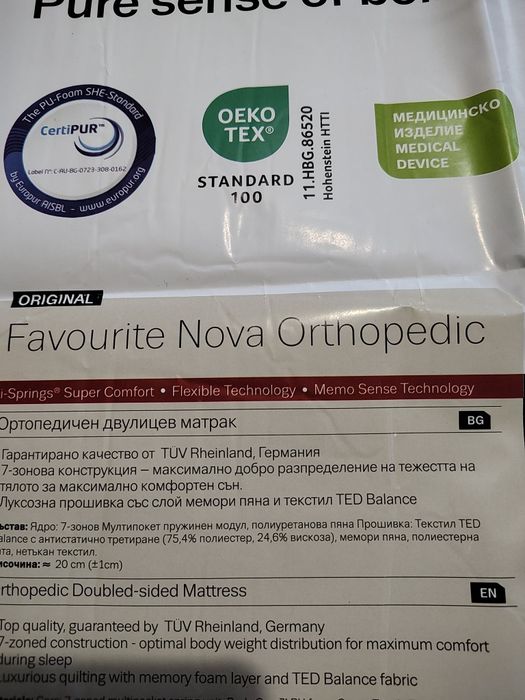 Pure sense of
The PU-Foam SHE-Standard
CertiPUR™
Label n°: C-RU-BG-0723-308-0162
by Europur AISBL - www.europur.org
OEKO
TEX®
STANDARD
100
11.HBG.86520
Hohenstein HTTI
МЕДИЦИНСКО
ИЗДЕЛИЕ
MEDICAL
DEVICE
ORIGINAL
Favourite Nova Orthopedic
i-Springs® Super Comfort • Flexible Technology • Memo Sense Technology
Ортопедичен двулицев матрак
BG
Гарантирано качество от TÜV Rheinland, Германия
7-зонова конструкция – максимално добро разпределение на тежестта на
тялото за максимално комфортен сън.
Луксозна прошивка със слой мемори пяна и текстил TED Balance
ъстав: Ядро: 7-зонов Мултипокет пружинен модул, полиуретанова пяна Прошивка: Текстил TED
alance с антистатично третиране (75,4% полиестер, 24,6% вискоза), мемори пяна, полиестерна
та, нетъкан текстил.
исочина: ≈ 20 cm (±1cm)
rthopedic Doubled-sided Mattress
EN
Top quality, guaranteed by TÜV Rheinland, Germany
7-zoned construction - optimal body weight distribution for maximum comfort
during sleep
Luxurious quilting with memory foam layer and TED Balance fabric